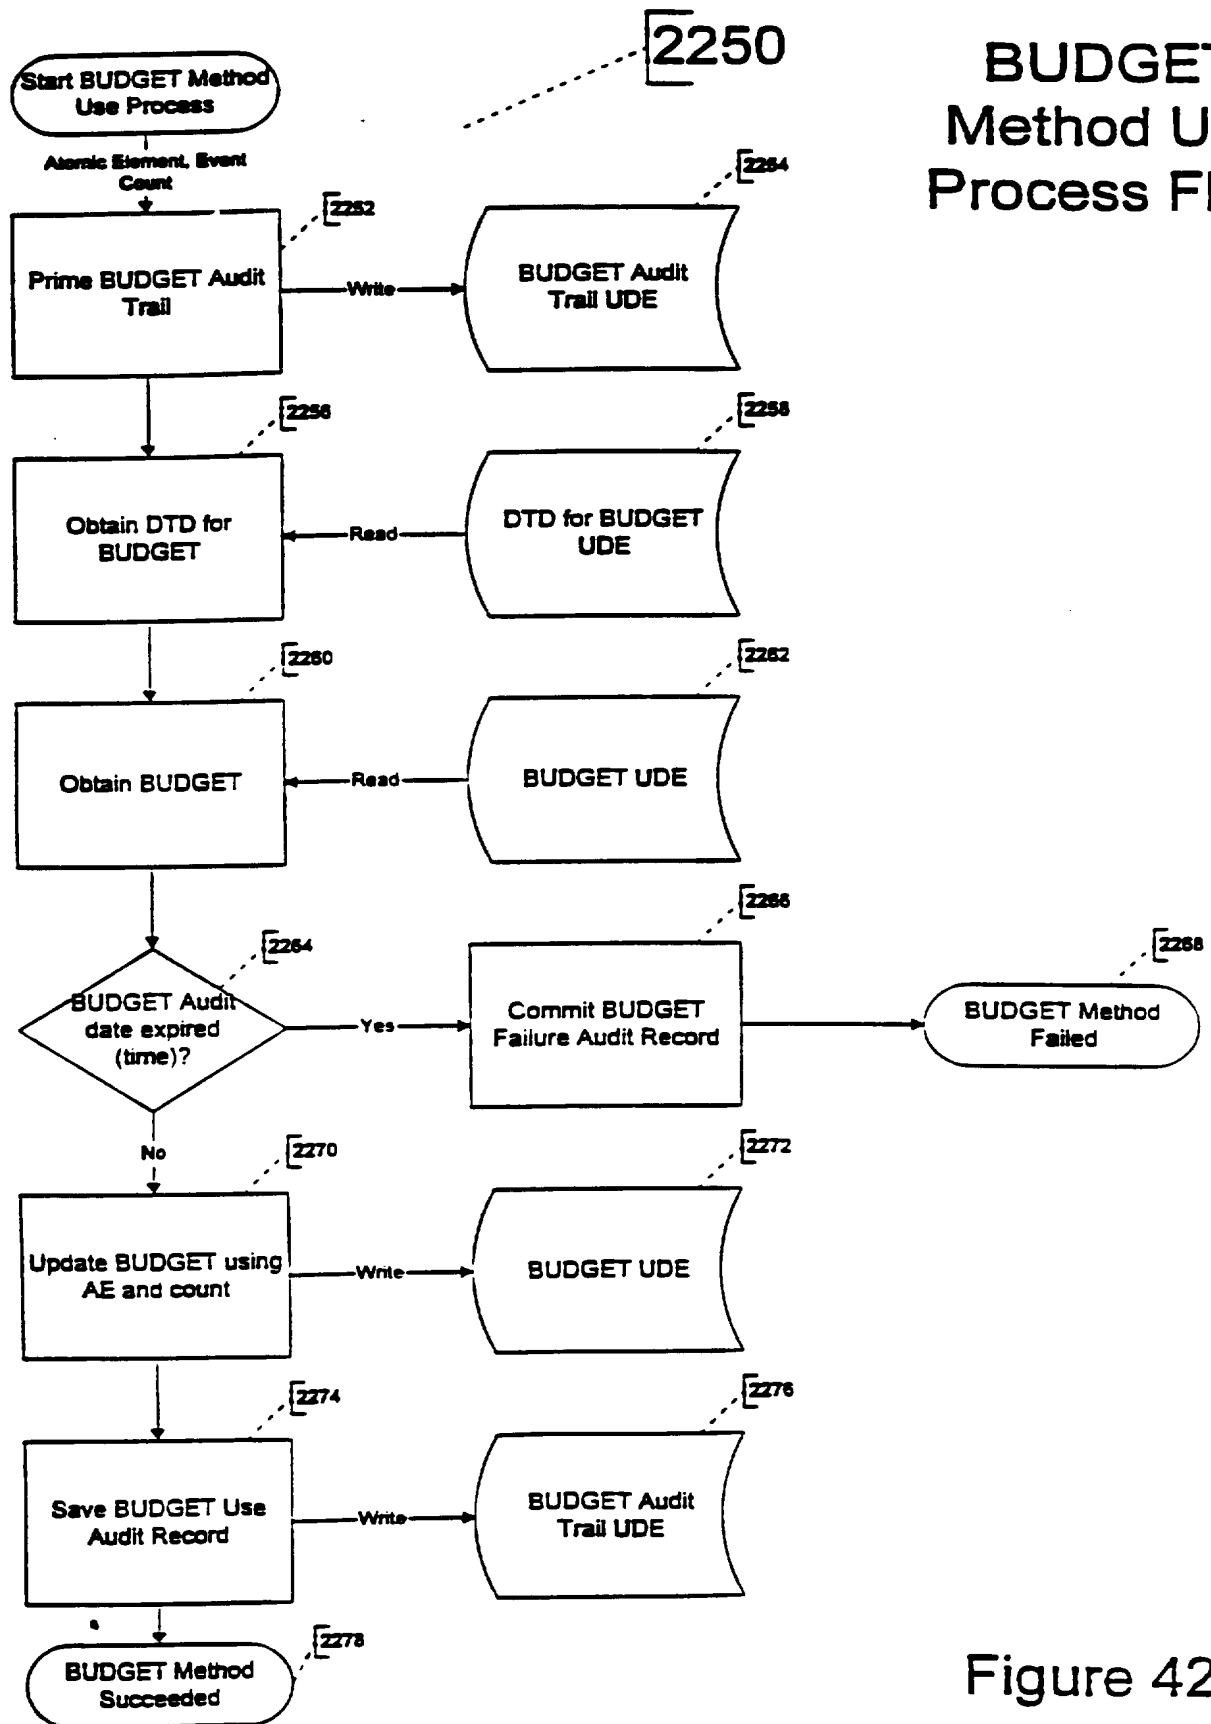 2250
BUDGET
Method U
Process Fl
Start BUDGET Method
Use Process
Atomic Element, Event
Count
2252
2254
Prime BUDGET Audit
Trail
Write
BUDGET Audit
Trail UDE
2256
2258
Obtain DTD for
BUDGET
Read
DTD for BUDGET
UDE
2260
2262
Obtain BUDGET
Read
BUDGET UDE
2264
2266
2268
BUDGET Audit
date expired
(time)?
Yes
Commit BUDGET
Failure Audit Record
BUDGET Method
Failed
No
2270
2272
Update BUDGET using
AE and count
Write
BUDGET UDE
2274
2276
Save BUDGET Use
Audit Record
Write
BUDGET Audit
Trail UDE
2278
BUDGET Method
Succeeded
Figure 42